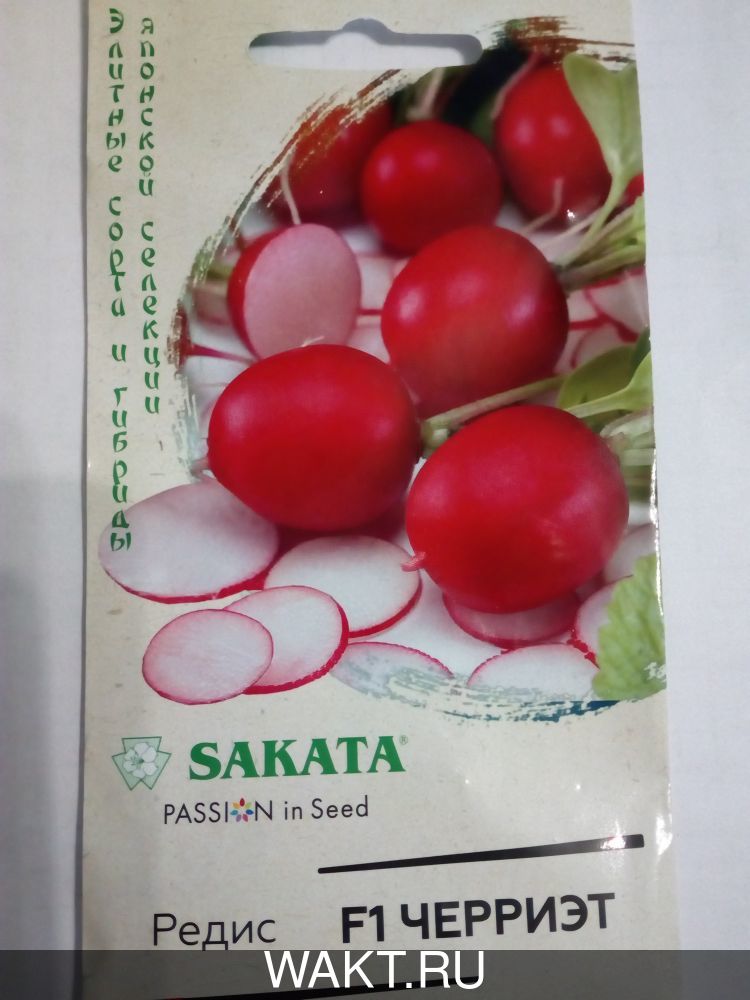 Элитные сорта и гибриды
японской селекции
SAKATA®
PASSION in Seed
Редис F1 ЧЕРРИЭТ
WAKT.RU